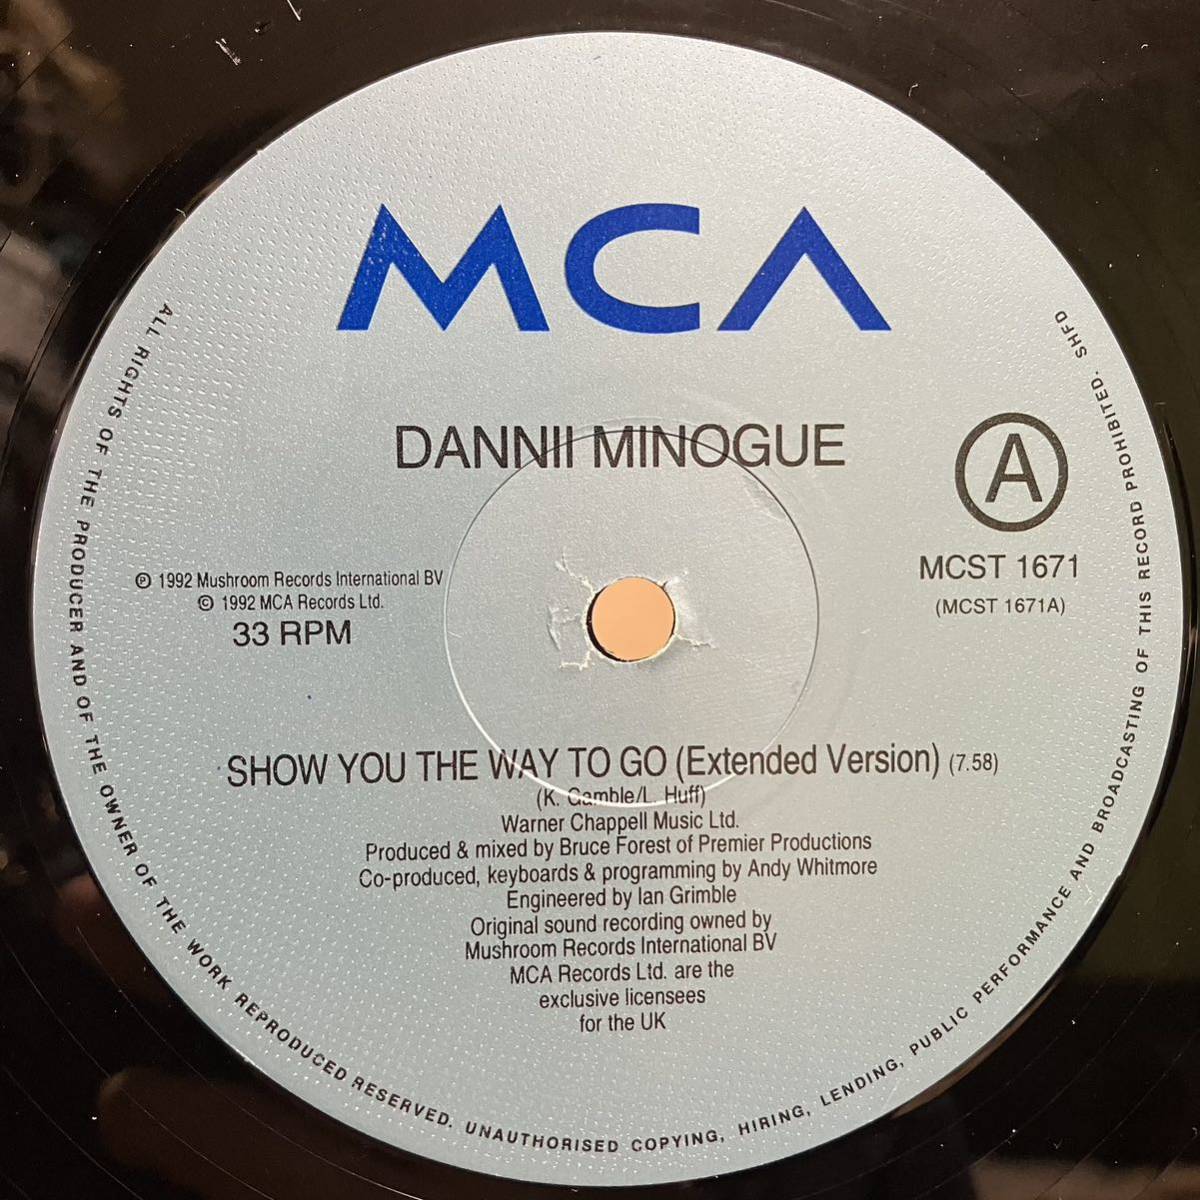 MCA
DANNII MINOGUE
A
MCST 1671
(MCST 1671A)
℗ 1992 Mushroom Records International BV
© 1992 MCA Records Ltd.
33 RPM
SHOW YOU THE WAY TO GO (Extended Version) (7.58)
(K. Gamble/L. Huff)
Warner Chappell Music Ltd.
Produced & mixed by Bruce Forest of Premier Productions
Co-produced, keyboards & programming by Andy Whitmore
Engineered by Ian Grimble
Original sound recording owned by
Mushroom Records International BV
MCA Records Ltd. are the
exclusive licensees
for the UK
ALL RIGHTS OF THE PRODUCER AND OF THE OWNER OF THE WORK REPRODUCED RESERVED. UNAUTHORISED COPYING, HIRING, LENDING, PUBLIC PERFORMANCE AND BROADCASTING OF THIS RECORD PROHIBITED. SHFD